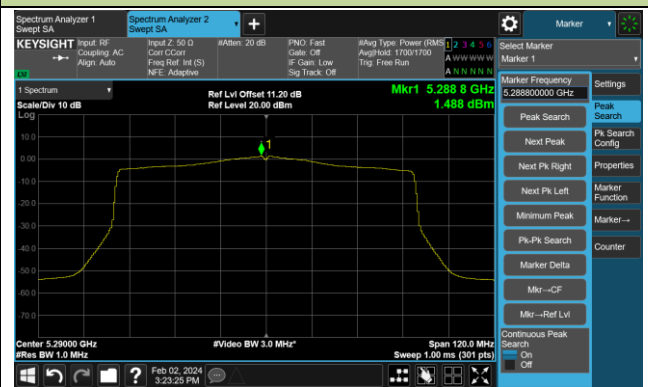 Spectrum Analyzer 1
Swept SA
Spectrum Analyzer 2
Swept SA
+
Marker
KEYSIGHT
Input: RF
Coupling: AC
Align: Auto
Input Z: 50 Ω
Corr CCorr
Freq Ref: Int (S)
NFE: Adaptive
#Atten: 20 dB
PNO: Fast
Gate: Off
IF Gain: Low
Sig Track: Off
#Avg Type: Power (RMS
Avg|Hold: 1700/1700
Trig: Free Run
1 2 3 4 5 6
A W W W W W
A N N N N N
LXI
Select Marker
Marker 1
1 Spectrum
Scale/Div 10 dB
Log
Ref Lvl Offset 11.20 dB
Ref Level 20.00 dBm
Mkr1 5.288 8 GHz
1.488 dBm
1
10.0
0.00
-10.0
-20.0
-30.0
-40.0
-50.0
-60.0
-70.0
Center 5.29000 GHz
#Res BW 1.0 MHz
#Video BW 3.0 MHz*
Span 120.0 MHz
Sweep 1.00 ms (301 pts)
Marker Frequency
5.288800000 GHz
Peak Search
Next Peak
Next Pk Right
Next Pk Left
Minimum Peak
Pk-Pk Search
Marker Delta
Mkr→CF
Mkr→Ref Lvl
Continuous Peak
Search
On
Off
Settings
Peak
Search
Pk Search
Config
Properties
Marker
Function
Marker→
Counter
?
Feb 02, 2024
3:23:25 PM